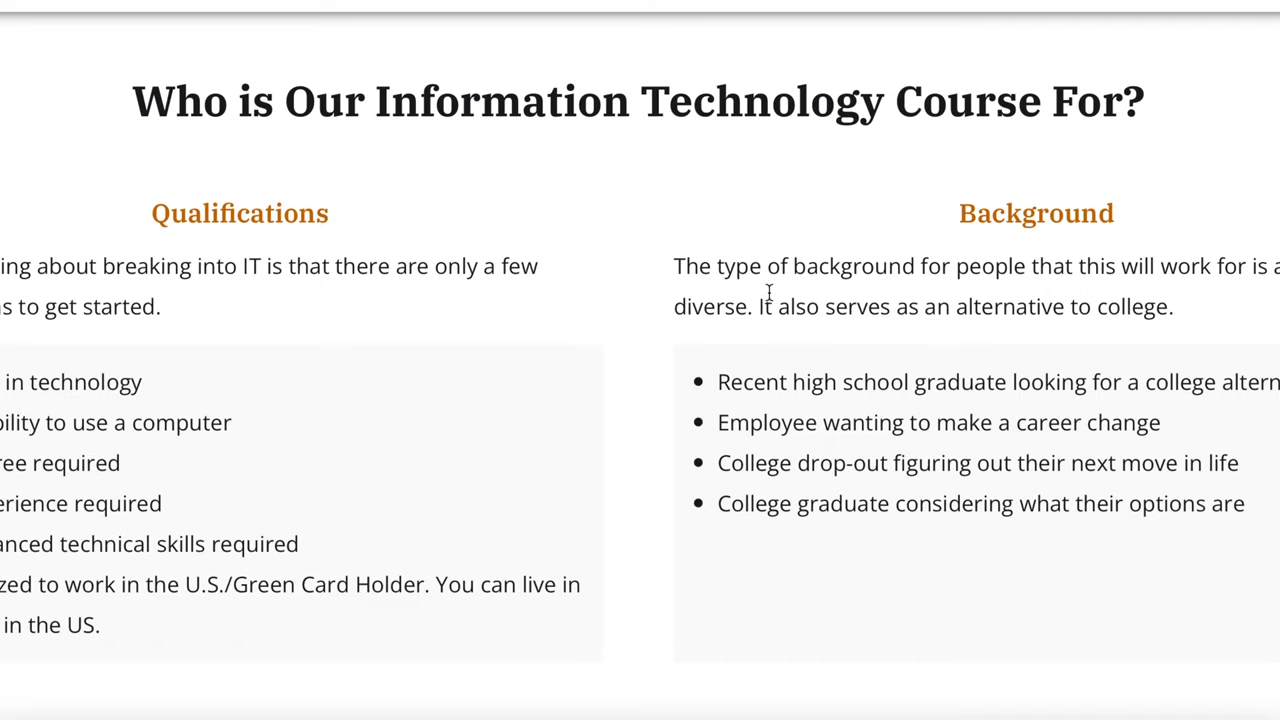 Who is Our Information Technology Course For?
Qualifications
ing about breaking into IT is that there are only a few
s to get started.
in technology
bility to use a computer
ree required
erience required
anced technical skills required
zed to work in the U.S./Green Card Holder. You can live in
in the US.
Background
The type of background for people that this will work for is a
diverse. It also serves as an alternative to college.
Recent high school graduate looking for a college altern
Employee wanting to make a career change
College drop-out figuring out their next move in life
College graduate considering what their options are